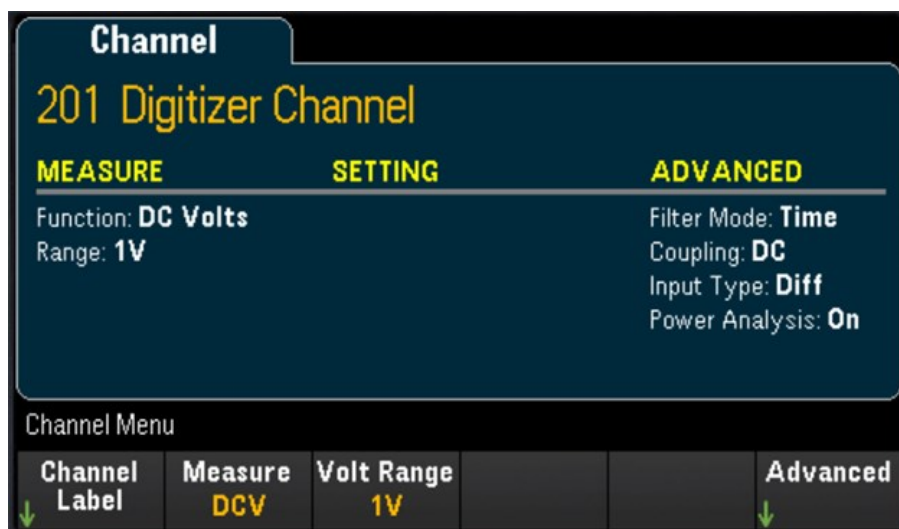 Channel
201 Digitizer Channel
MEASURE SETTING ADVANCED
Function: DC Volts
Range: 1V
Filter Mode: Time
Coupling: DC
Input Type: Diff
Power Analysis: On
Channel Menu
Channel Label
Measure DCV
Volt Range 1V
Advanced